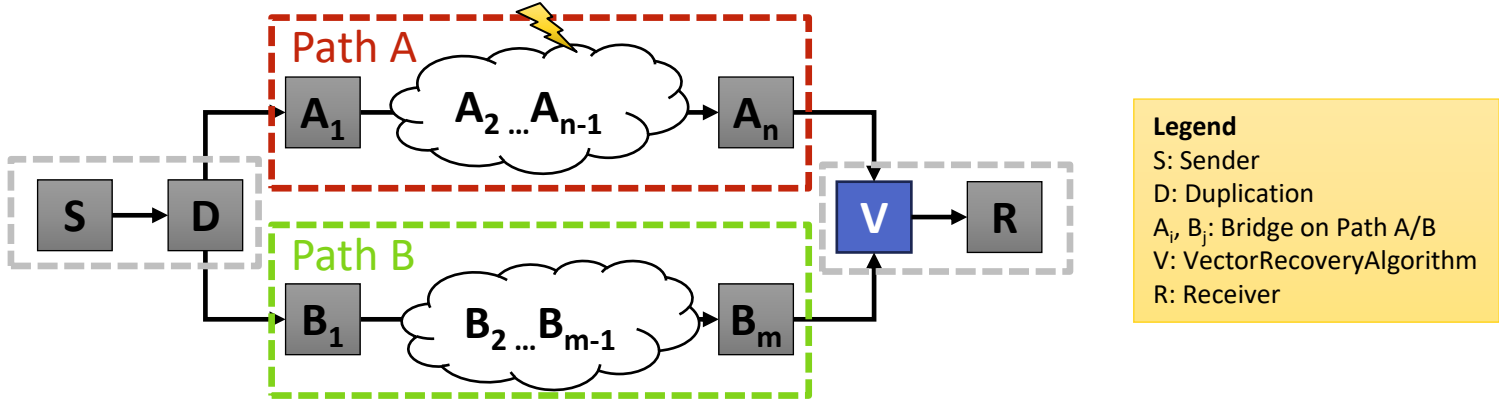 Path A
A₁
A₂ ... Aₙ₋₁
Aₙ
S
D
V
R
Path B
B₁
B₂ ... Bₘ₋₁
Bₘ
Legend
S: Sender
D: Duplication
Aᵢ, Bⱼ: Bridge on Path A/B
V: VectorRecoveryAlgorithm
R: Receiver